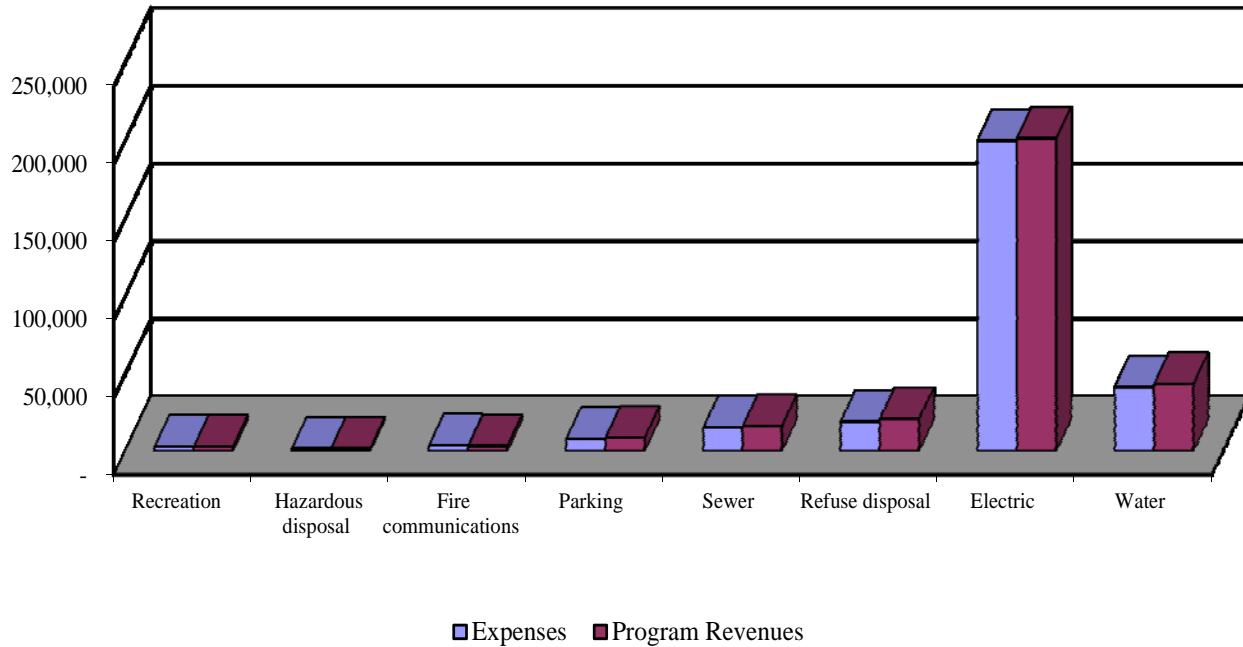 250,000
200,000
150,000
100,000
50,000
-
Recreation
Hazardous
disposal
Fire
communications
Parking
Sewer
Refuse disposal
Electric
Water
Expenses
Program Revenues